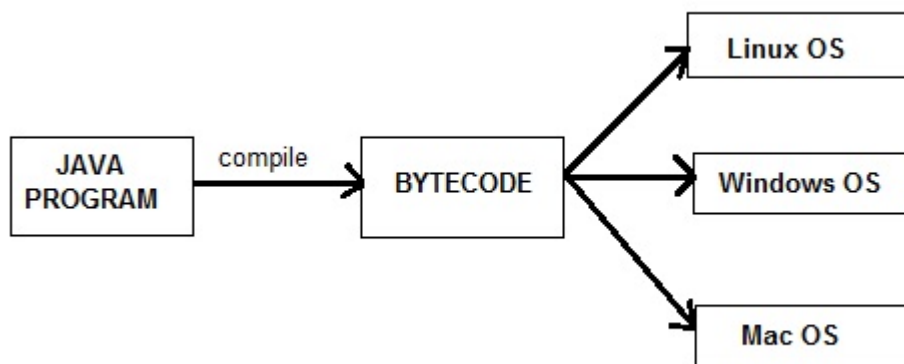 JAVA
PROGRAM
compile
BYTECODE
Linux OS
Windows OS
Mac OS